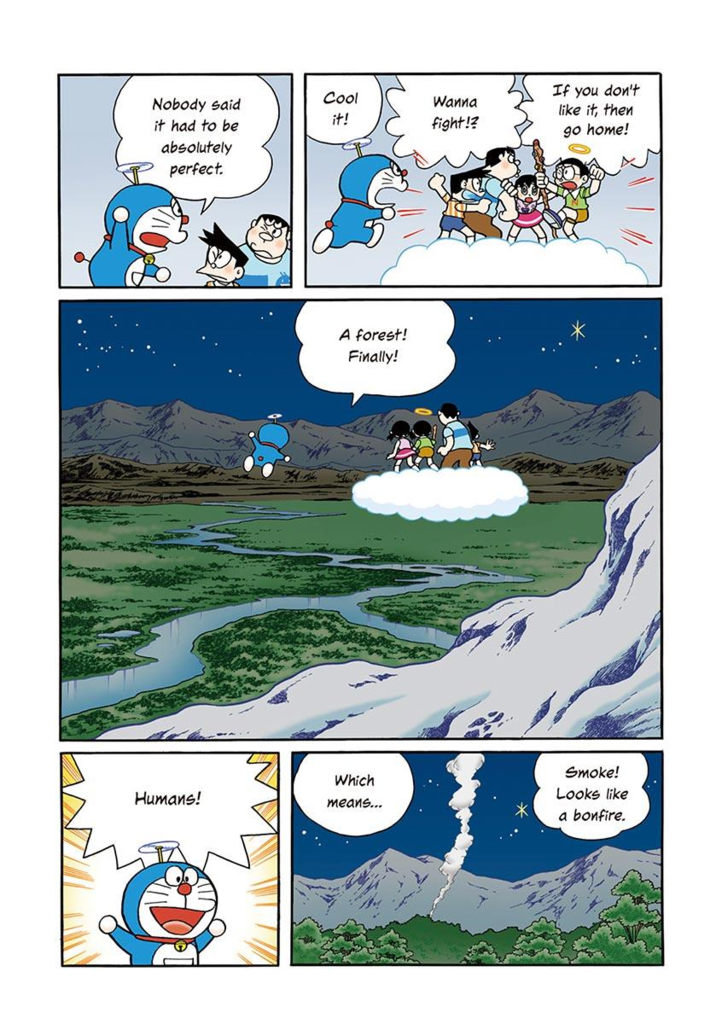 If you don't
like it, then
go home!
Wanna
fight!?
Cool
it!
Nobody said
it had to be
absolutely
perfect.
A forest!
Finally!
Smoke!
Looks like
a bonfire.
Which
means...
Humans!